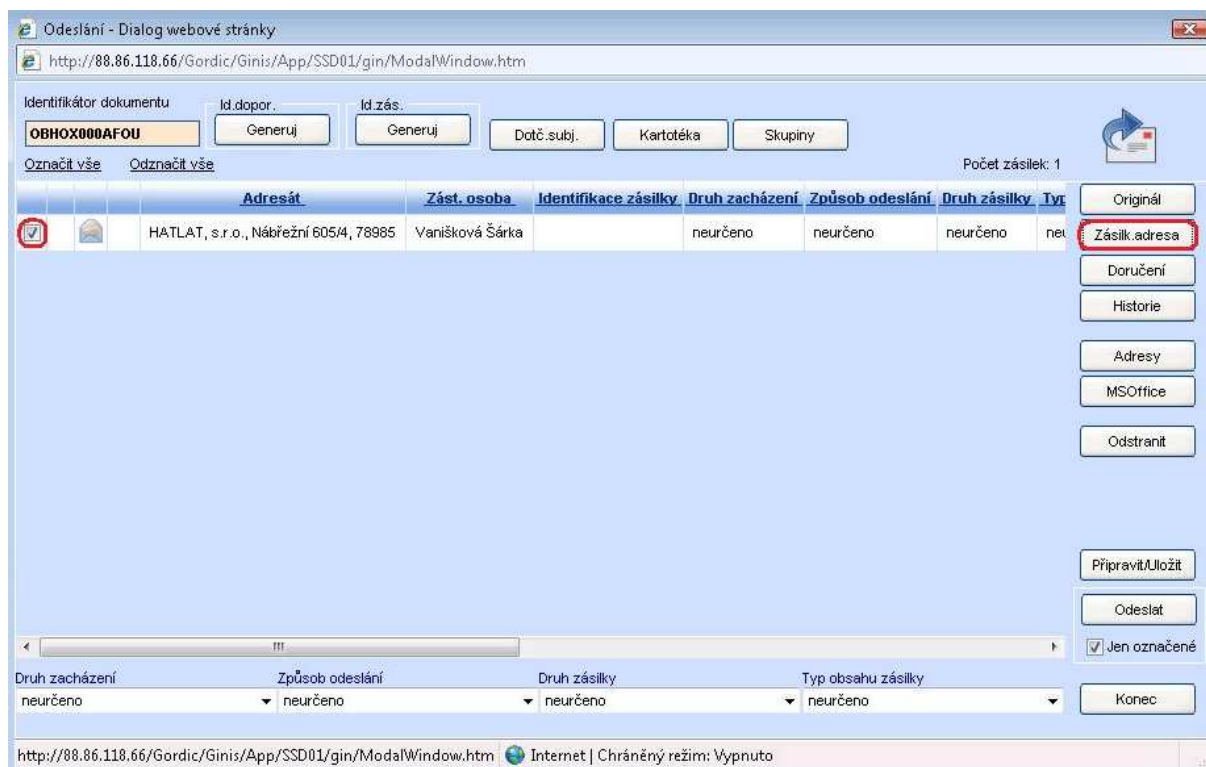 Odeslání - Dialog webové stránky
http://88.86.118.66/Gordic/Ginis/App/SSD01/gin/ModalWindow.htm
Identifikátor dokumentu Id.dopor. Id.zás.
OBHOX000AFOU Generuj Generuj Dotč.subj. Kartotéka Skupiny
Označit vše Odznačit vše Počet zásilek: 1
Adresát Zást. osoba Identifikace zásilky Druh zacházení Způsob odeslání Druh zásilky Typ Originál
HATLAT, s.r.o., Nábřežní 605/4, 78985 Vanišková Šárka neurčeno neurčeno neurčeno neu Zásilk.adresa
Doručení
Historie
Adresy
MSOffice
Odstranit
Připravit/Uložit
Odeslat
Jen označené
Druh zacházení Způsob odeslání Druh zásilky Typ obsahu zásilky
neurčeno neurčeno neurčeno neurčeno Konec
http://88.86.118.66/Gordic/Ginis/App/SSD01/gin/ModalWindow.htm Internet | Chráněný režim: Vypnuto